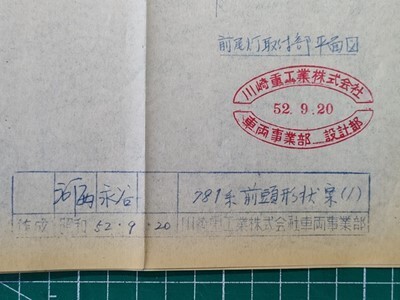 前尾灯取付部平面図
川崎重工業株式会社
52.9.20
車両事業部 設計部
河西 永谷
981系前頭形状案(1)
作成 昭和 52・9・20 川崎重工業株式会社車両事業部